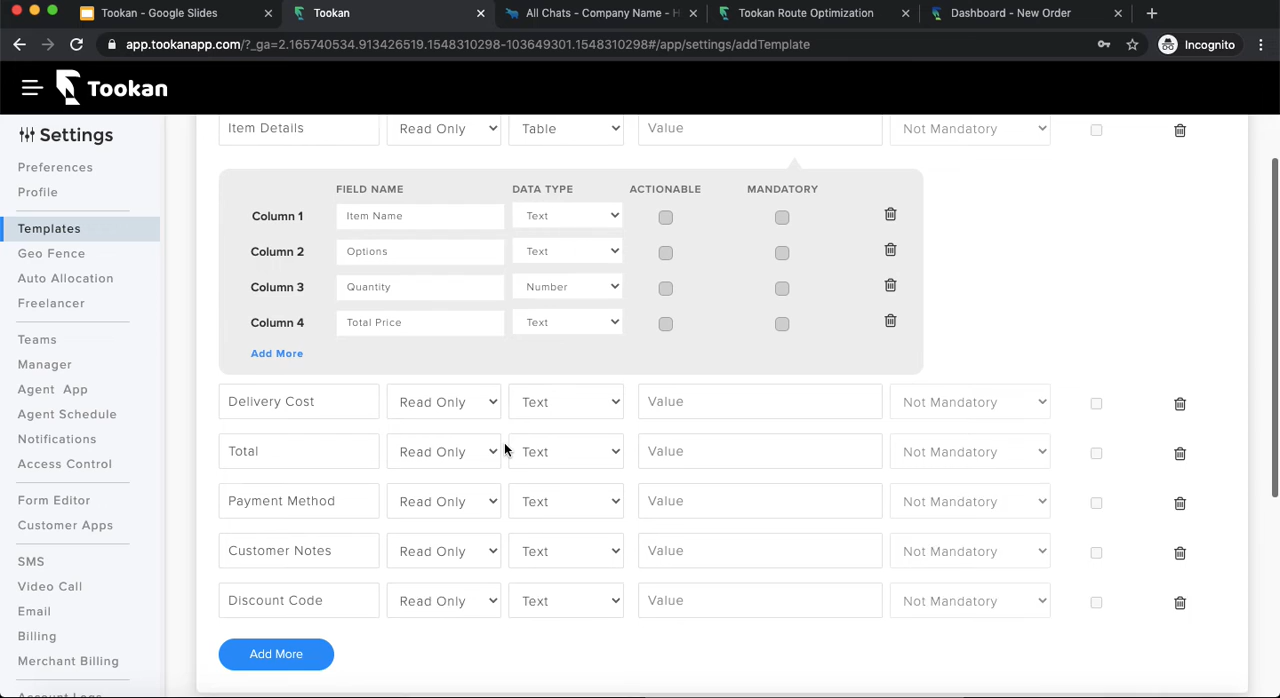 Tookan - Google Slides
Tookan
All Chats - Company Name - H
Tookan Route Optimization
Dashboard - New Order
app.tookanapp.com/?_ga=2.165740534.913426519.1548310298-103649301.1548310298#/app/settings/addTemplate
Incognito
Tookan
Settings
Preferences
Profile
Templates
Geo Fence
Auto Allocation
Freelancer
Teams
Manager
Agent App
Agent Schedule
Notifications
Access Control
Form Editor
Customer Apps
SMS
Video Call
Email
Billing
Merchant Billing
Item Details Read Only Table Value Not Mandatory
FIELD NAME DATA TYPE ACTIONABLE MANDATORY
Column 1 Item Name Text
Column 2 Options Text
Column 3 Quantity Number
Column 4 Total Price Text
Add More
Delivery Cost Read Only Text Value Not Mandatory
Total Read Only Text Value Not Mandatory
Payment Method Read Only Text Value Not Mandatory
Customer Notes Read Only Text Value Not Mandatory
Discount Code Read Only Text Value Not Mandatory
Add More